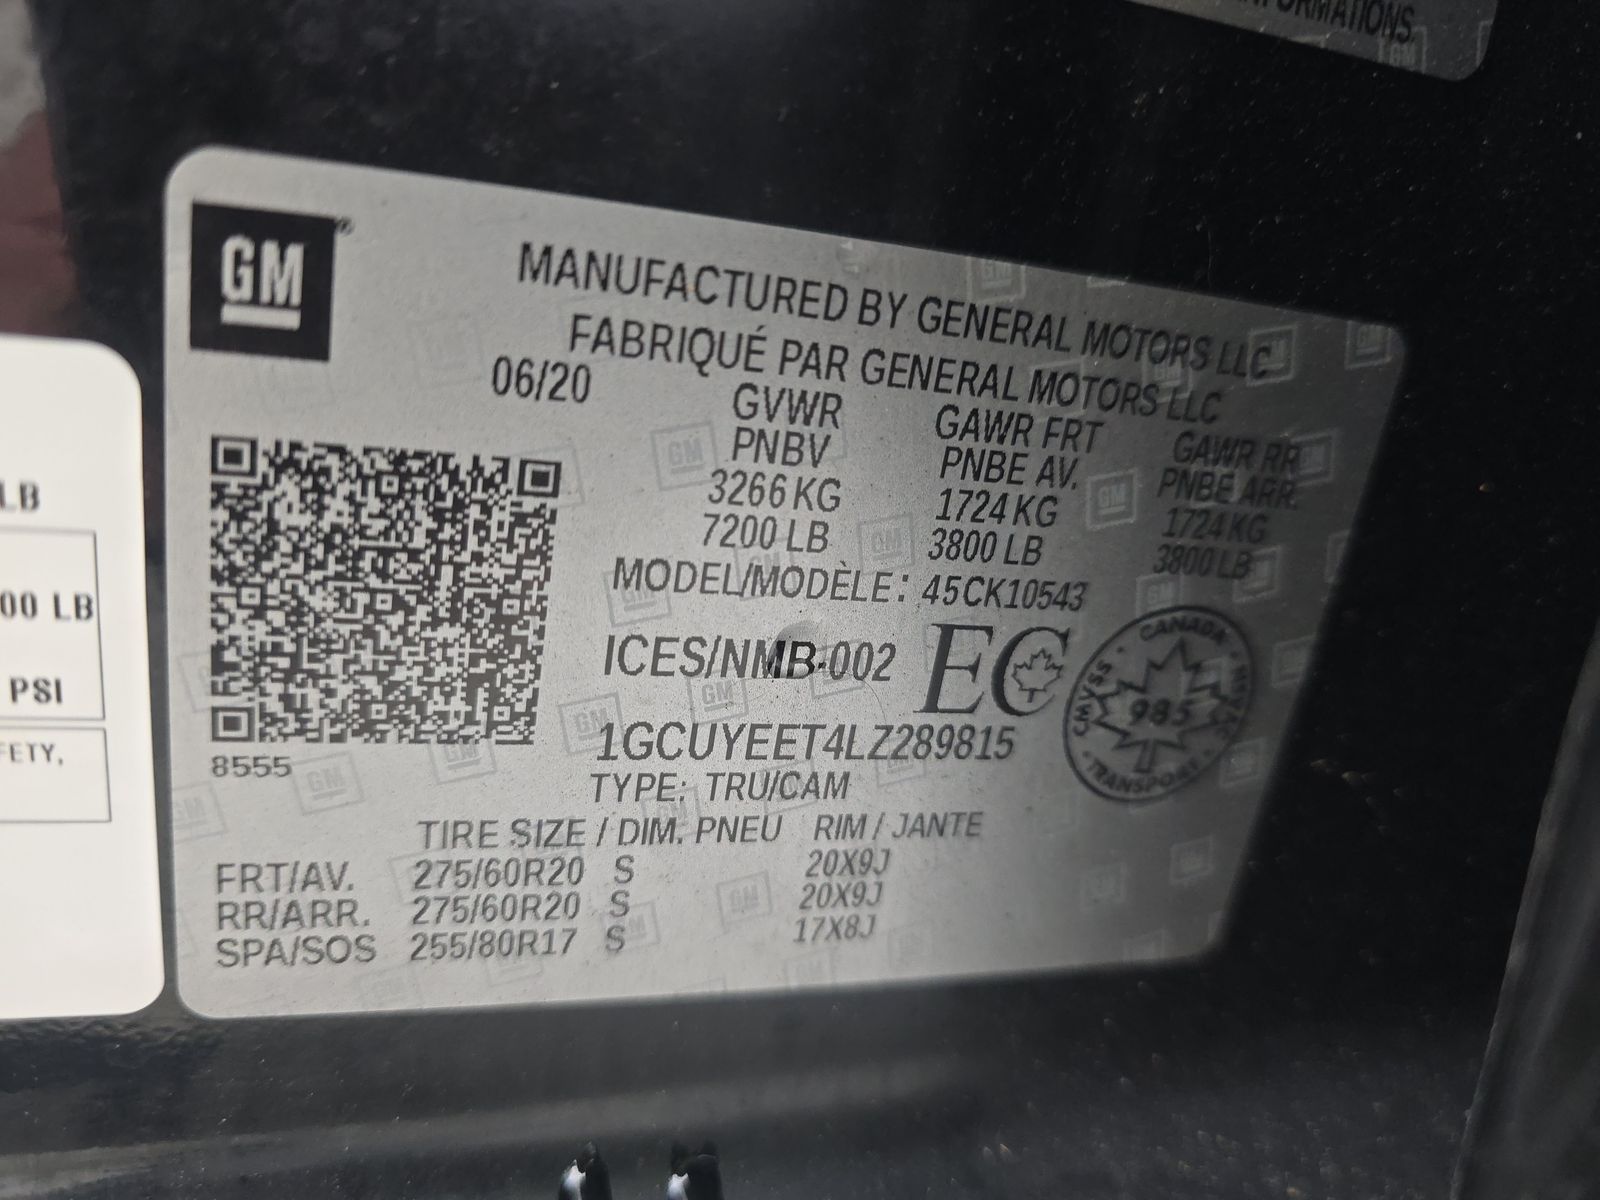 FORMATIONS.
GM®
MANUFACTURED BY GENERAL MOTORS LLC
FABRIQUÉ PAR GENERAL MOTORS LLC
06/20
GVWR GAWR FRT GAWR RR
PNBV PNBE AV. PNBE ARR.
3266 KG 1724 KG 1724 KG
7200 LB 3800 LB 3800 LB
MODEL/MODÈLE: 45CK10543
ICES/NMB-002 EC
CANADA
CMVSS 985 NSVAC
TRANSPORT
1GCUYEET4LZ289815
8555
TYPE: TRU/CAM
TIRE SIZE / DIM. PNEU RIM / JANTE
FRT/AV. 275/60R20 S 20X9J
RR/ARR. 275/60R20 S 20X9J
SPA/SOS 255/80R17 S 17X8J
LB
00 LB
PSI
FETY,